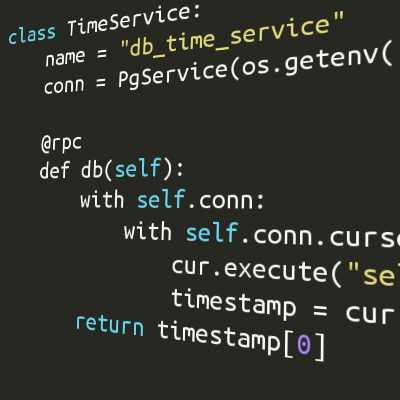 class TimeService:
name = "db_time_service"
conn = PgService(os.getenv(
@rpc
def db(self):
with self.conn:
with self.conn.curs
cur.execute("se
timestamp = cur
return timestamp[0]